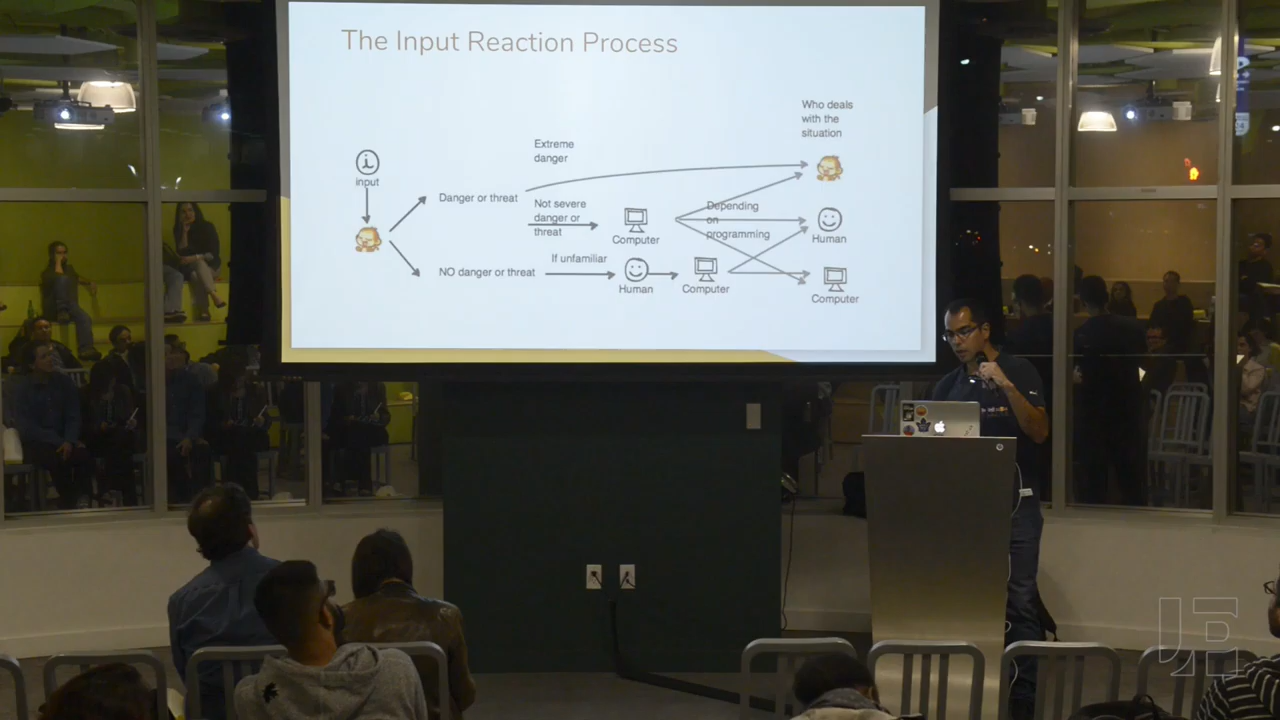 The Input Reaction Process
Who deals
with the
situation
Extreme
danger
input
Danger or threat
Not severe
danger or
threat
Computer
Depending
on
programming
Human
NO danger or threat
If unfamiliar
Human
Computer
Computer